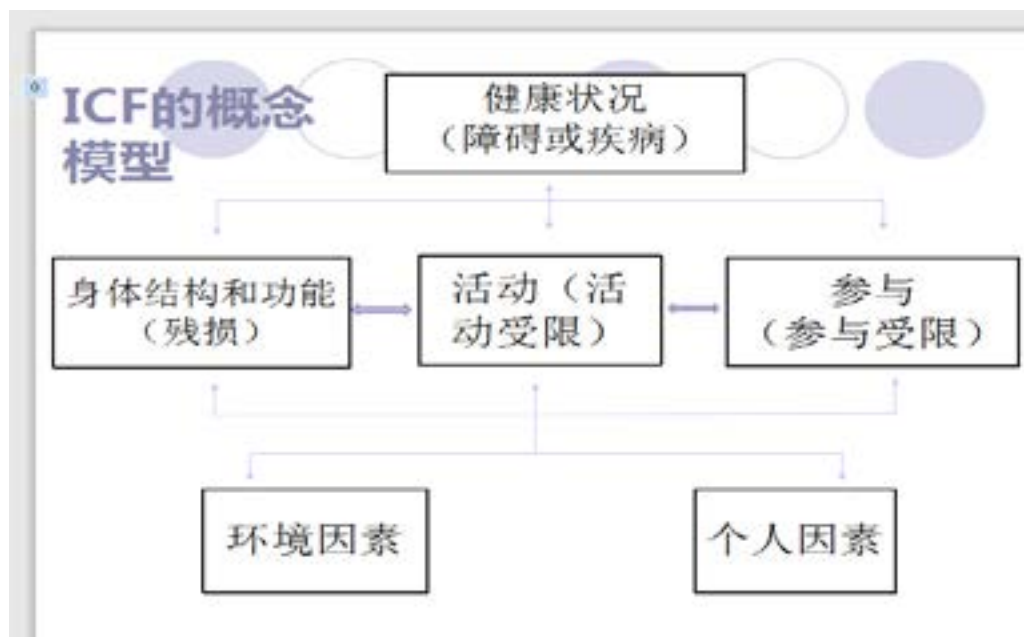 ICF的概念
模型
健康状况
（障碍或疾病）
身体结构和功能
（残损）
活动（活
动受限）
参与
（参与受限）
环境因素
个人因素